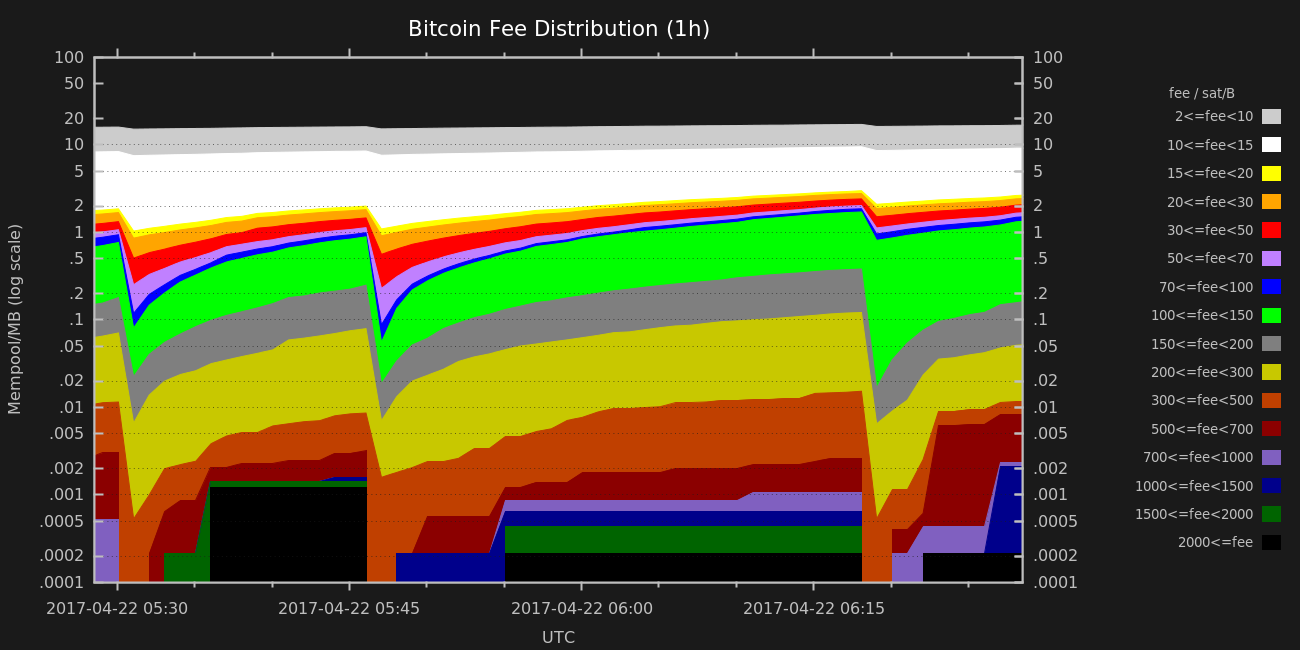 Bitcoin Fee Distribution (1h)
Mempool/MB (log scale)
100
50
20
10
5
2
1
.5
.2
.1
.05
.02
.01
.005
.002
.001
.0005
.0002
.0001
100
50
20
10
5
2
1
.5
.2
.1
.05
.02
.01
.005
.002
.001
.0005
.0002
.0001
fee / sat/B
2<=fee<10
10<=fee<15
15<=fee<20
20<=fee<30
30<=fee<50
50<=fee<70
70<=fee<100
100<=fee<150
150<=fee<200
200<=fee<300
300<=fee<500
500<=fee<700
700<=fee<1000
1000<=fee<1500
1500<=fee<2000
2000<=fee
2017-04-22 05:30 2017-04-22 05:45 2017-04-22 06:00 2017-04-22 06:15
UTC